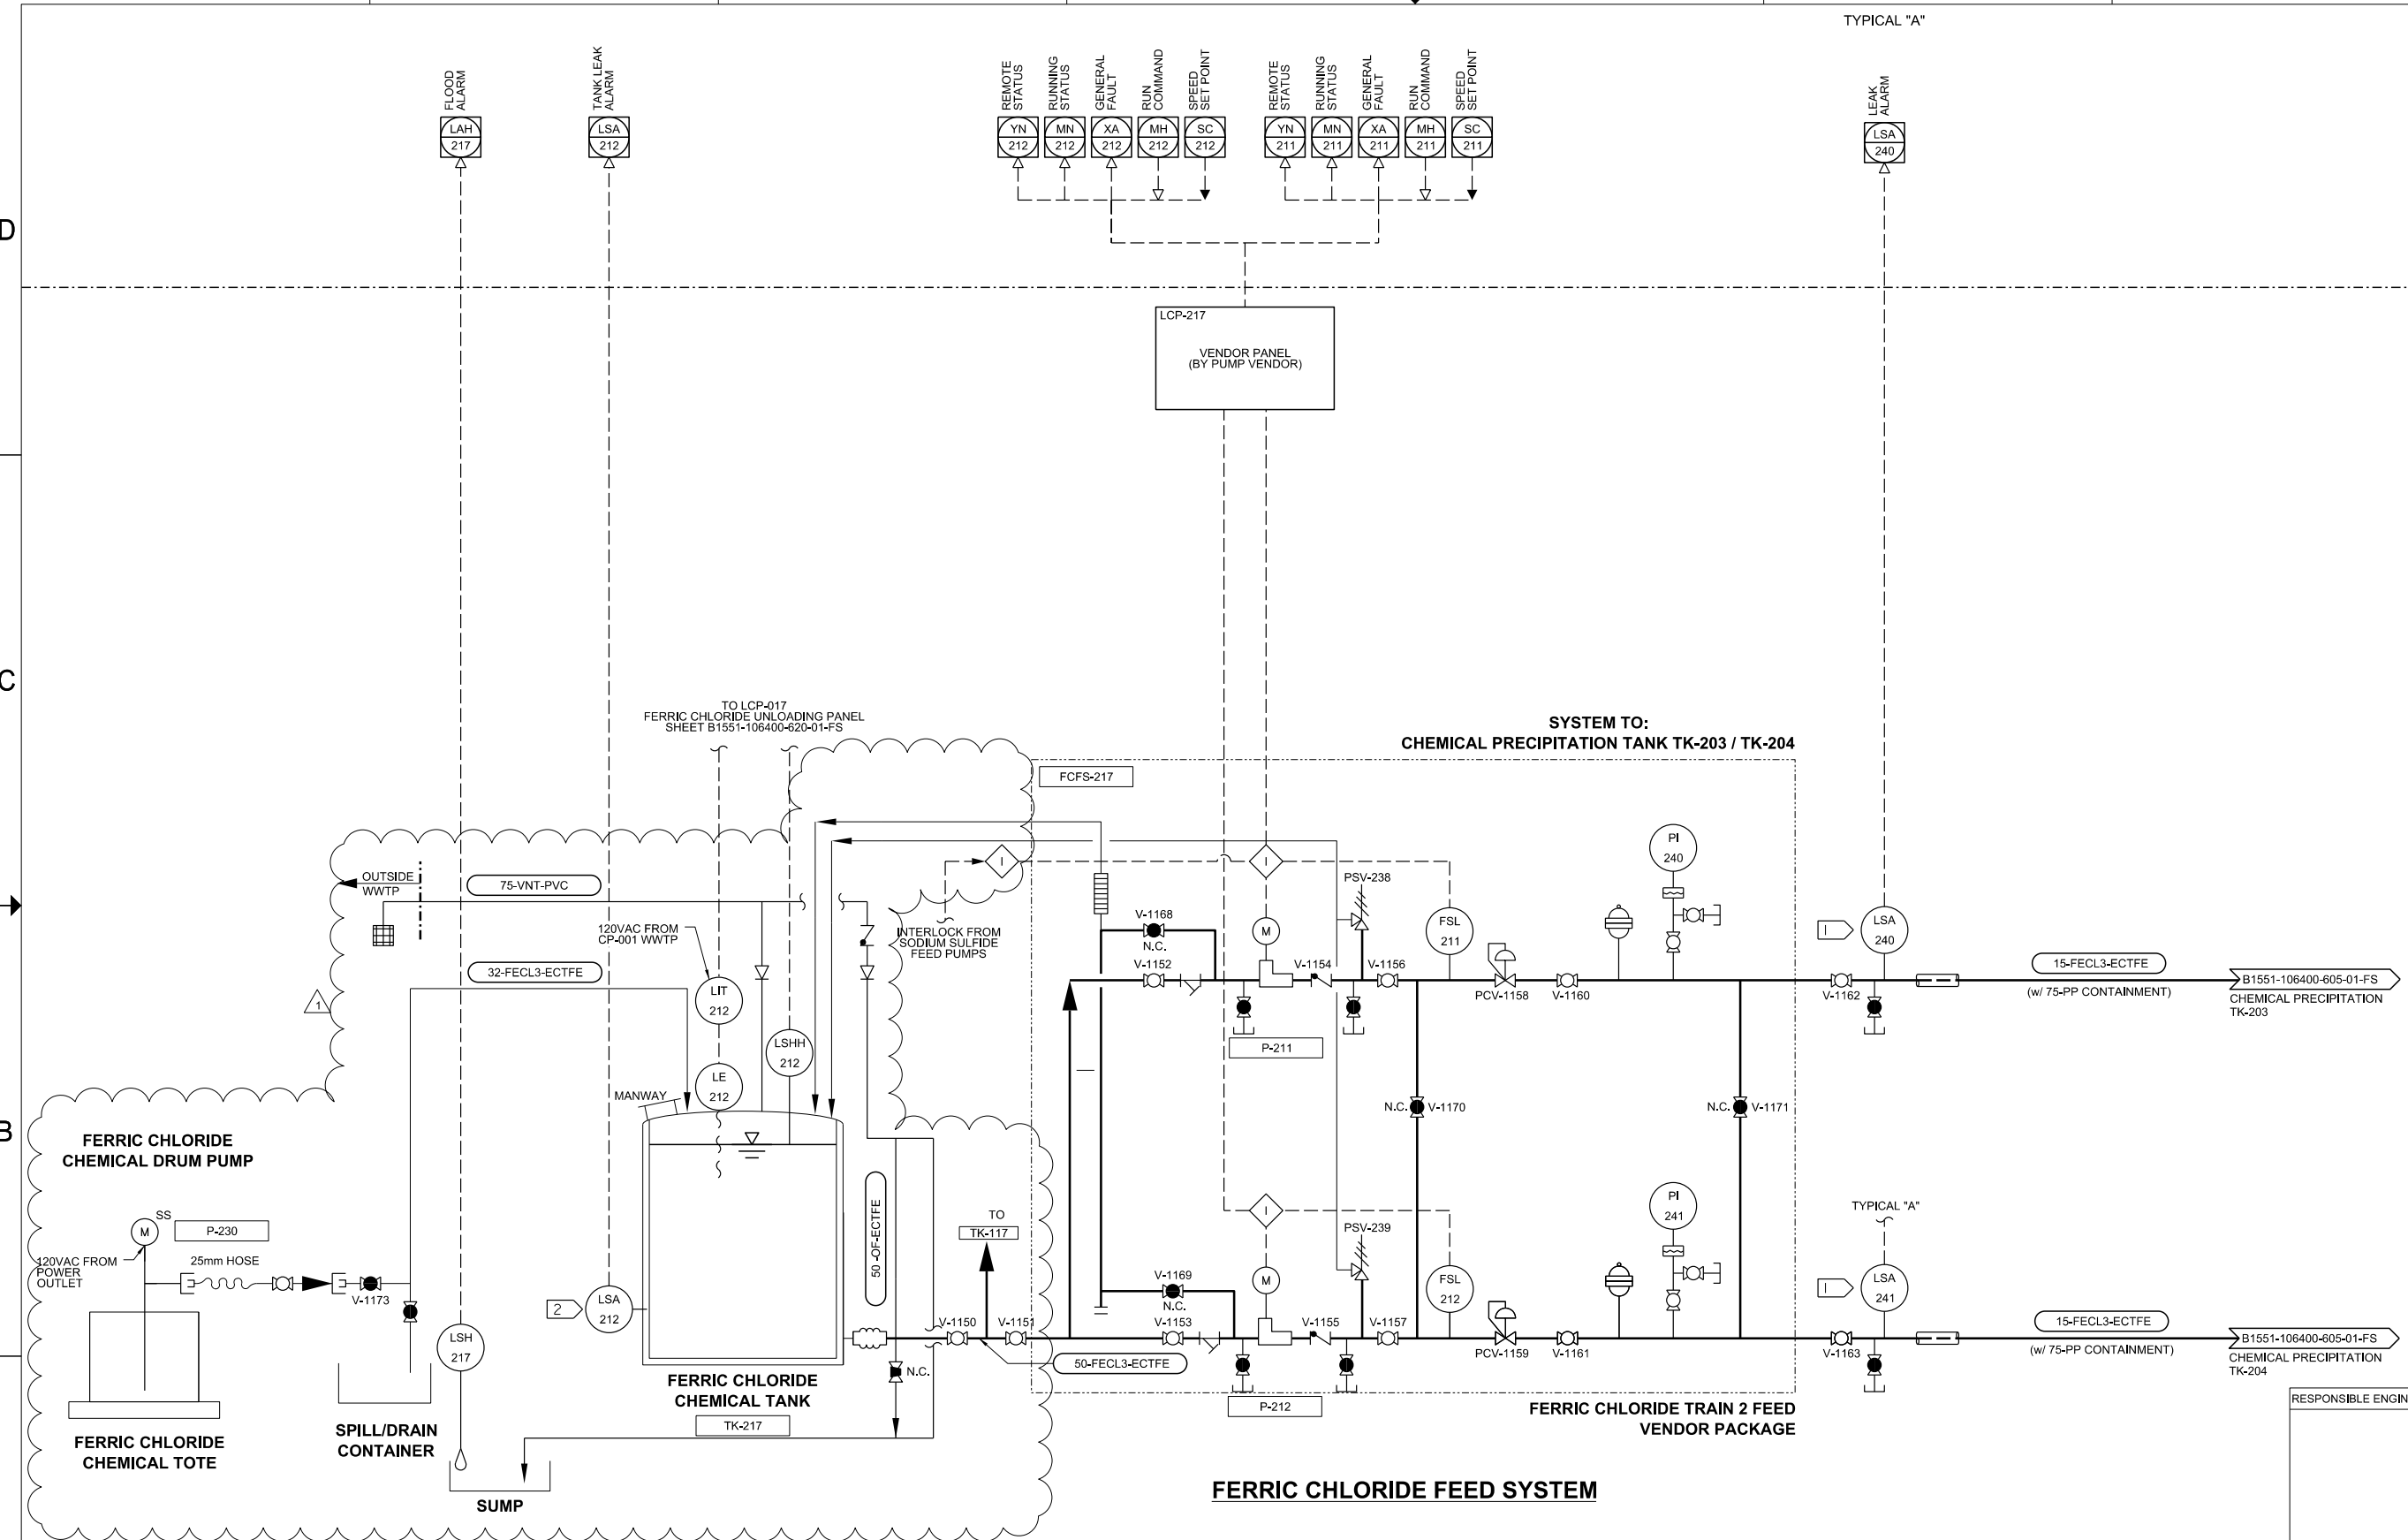 TYPICAL "A"
FLOOD
ALARM
LAH
217
TANK LEAK
ALARM
LSA
212
REMOTE
STATUS
YN
212
RUNNING
STATUS
MN
212
GENERAL
FAULT
XA
212
RUN
COMMAND
MH
212
SPEED
SET POINT
SC
212
REMOTE
STATUS
YN
211
RUNNING
STATUS
MN
211
GENERAL
FAULT
XA
211
RUN
COMMAND
MH
211
SPEED
SET POINT
SC
211
LEAK
ALARM
LSA
240
D
LCP-217
VENDOR PANEL
(BY PUMP VENDOR)
C
TO LCP-017
FERRIC CHLORIDE UNLOADING PANEL
SHEET B1551-106400-620-01-FS
SYSTEM TO:
CHEMICAL PRECIPITATION TANK TK-203 / TK-204
FCFS-217
OUTSIDE
WWTP
75-VNT-PVC
120VAC FROM
CP-001 WWTP
32-FECL3-ECTFE
1
LIT
212
LSHH
212
LE
212
MANWAY
I
INTERLOCK FROM
SODIUM SULFIDE
FEED PUMPS
I
V-1168
N.C.
V-1152
M
V-1154
PSV-238
V-1156
FSL
211
PCV-1158
V-1160
PI
240
I
LSA
240
V-1162
15-FECL3-ECTFE
(w/ 75-PP CONTAINMENT)
B1551-106400-605-01-FS
CHEMICAL PRECIPITATION
TK-203
P-211
N.C.
V-1170
N.C.
V-1171
B
FERRIC CHLORIDE
CHEMICAL DRUM PUMP
M
SS
P-230
120VAC FROM
POWER
OUTLET
25mm HOSE
V-1173
LSH
217
2
LSA
212
50 -OF-ECTFE
TO
TK-117
V-1150
V-1151
N.C.
50-FECL3-ECTFE
V-1169
N.C.
V-1153
I
M
V-1155
PSV-239
V-1157
FSL
212
PCV-1159
V-1161
PI
241
TYPICAL "A"
I
LSA
241
V-1163
15-FECL3-ECTFE
(w/ 75-PP CONTAINMENT)
B1551-106400-605-01-FS
CHEMICAL PRECIPITATION
TK-204
P-212
FERRIC CHLORIDE
CHEMICAL TANK
TK-217
FERRIC CHLORIDE TRAIN 2 FEED
VENDOR PACKAGE
FERRIC CHLORIDE
CHEMICAL TOTE
SPILL/DRAIN
CONTAINER
SUMP
FERRIC CHLORIDE FEED SYSTEM
RESPONSIBLE ENGIN